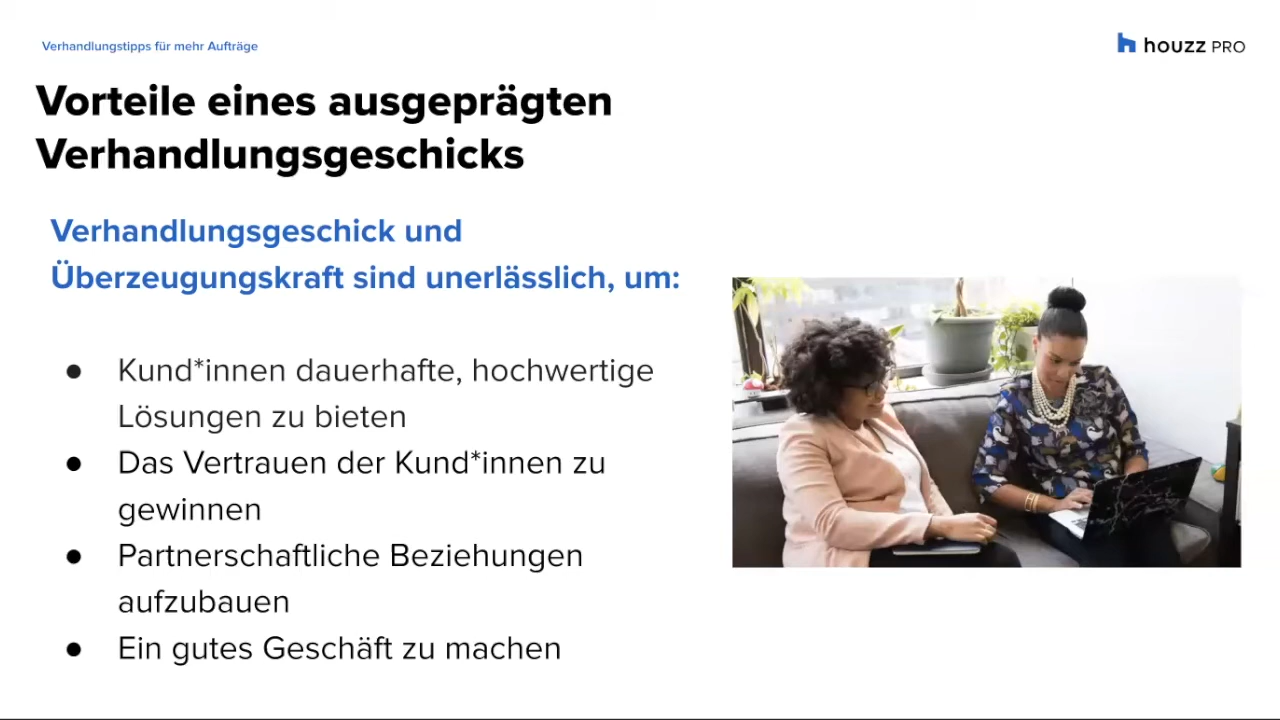 Verhandlungstipps für mehr Aufträge
houzz PRO
Vorteile eines ausgeprägten
Verhandlungsgeschicks
Verhandlungsgeschick und
Überzeugungskraft sind unerlässlich, um:
● Kund*innen dauerhafte, hochwertige
Lösungen zu bieten
● Das Vertrauen der Kund*innen zu
gewinnen
● Partnerschaftliche Beziehungen
aufzubauen
● Ein gutes Geschäft zu machen